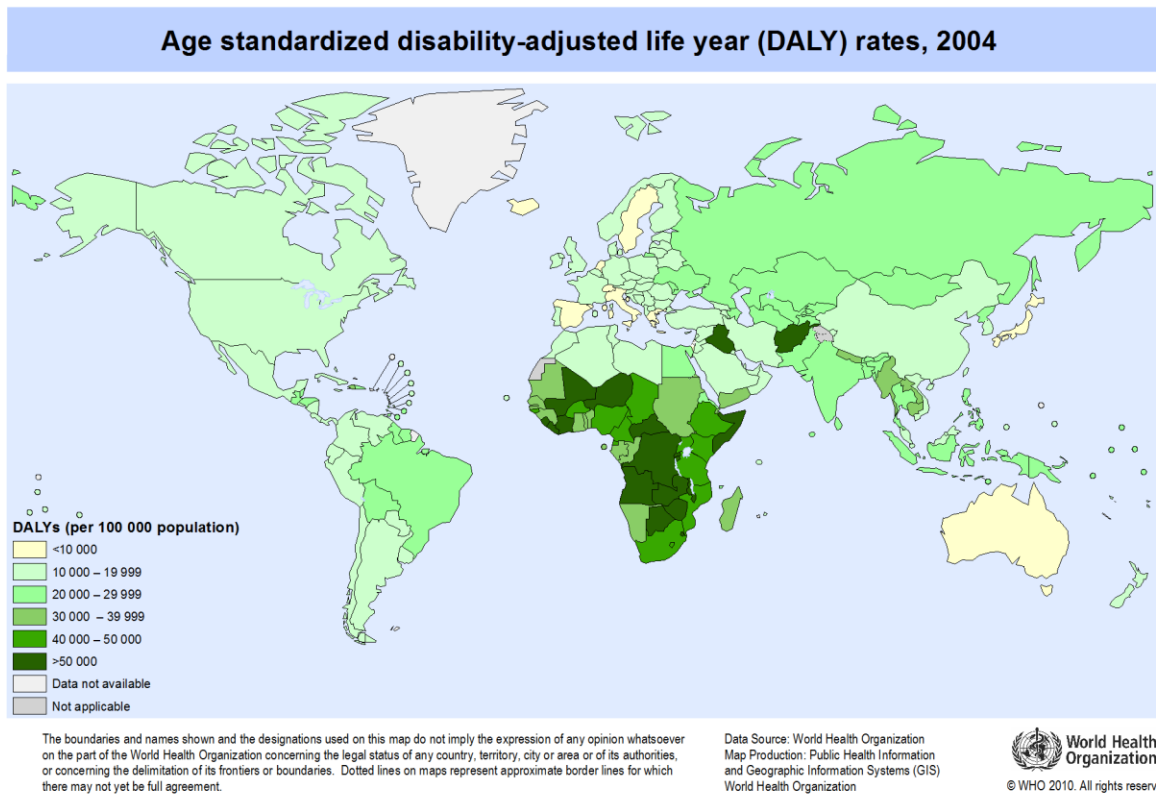 Age standardized disability-adjusted life year (DALY) rates, 2004
DALYs (per 100 000 population)
<10 000
10 000 – 19 999
20 000 – 29 999
30 000 – 39 999
40 000 – 50 000
>50 000
Data not available
Not applicable
The boundaries and names shown and the designations used on this map do not imply the expression of any opinion whatsoever
on the part of the World Health Organization concerning the legal status of any country, territory, city or area or of its authorities,
or concerning the delimitation of its frontiers or boundaries. Dotted lines on maps represent approximate border lines for which
there may not yet be full agreement.
Data Source: World Health Organization
Map Production: Public Health Information
and Geographic Information Systems (GIS)
World Health Organization
World Health
Organization
© WHO 2010. All rights reserv